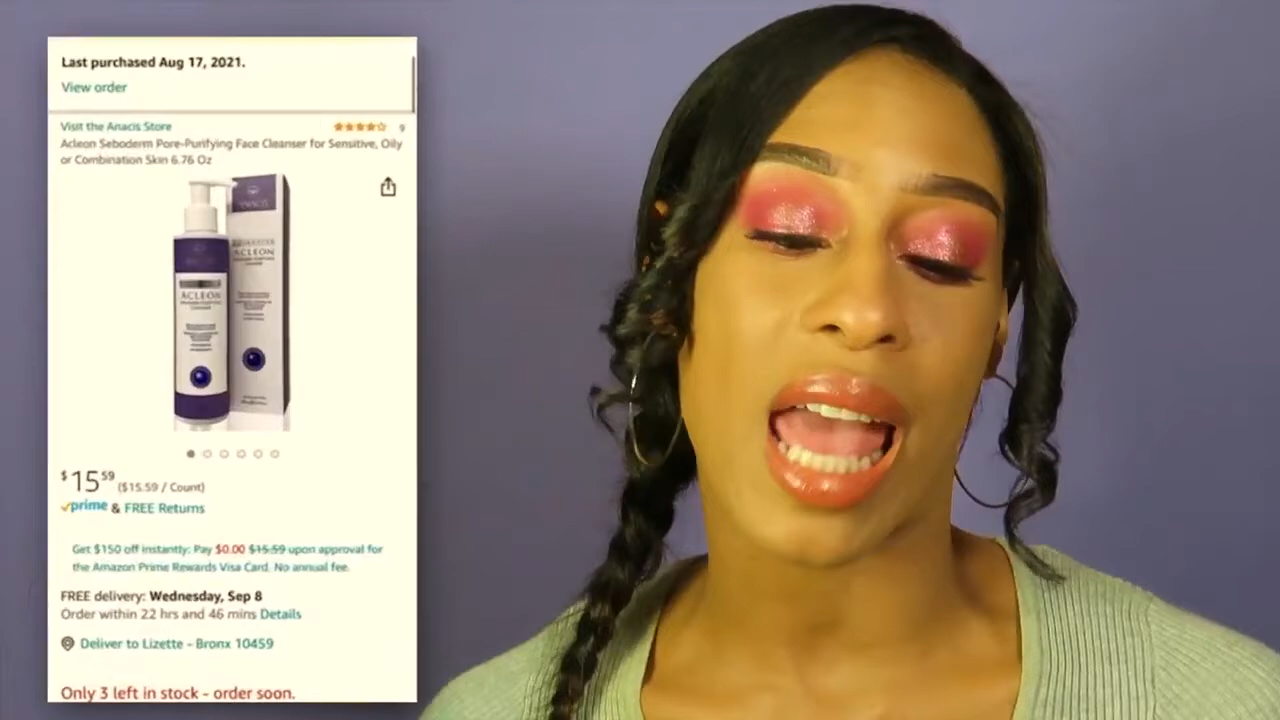 Last purchased Aug 17, 2021.
View order
Visit the Anacis Store
9
Acleon Seboderm Pore-Purifying Face Cleanser for Sensitive, Oily
or Combination Skin 6.76 Oz
ANACIS
ACLEON
ACLEON
$15 59 ($15.59 / Count)
prime & FREE Returns
Get $150 off instantly: Pay $0.00 $15.59 upon approval for
the Amazon Prime Rewards Visa Card. No annual fee.
FREE delivery: Wednesday, Sep 8
Order within 22 hrs and 46 mins Details
Deliver to Lizette - Bronx 10459
Only 3 left in stock - order soon.